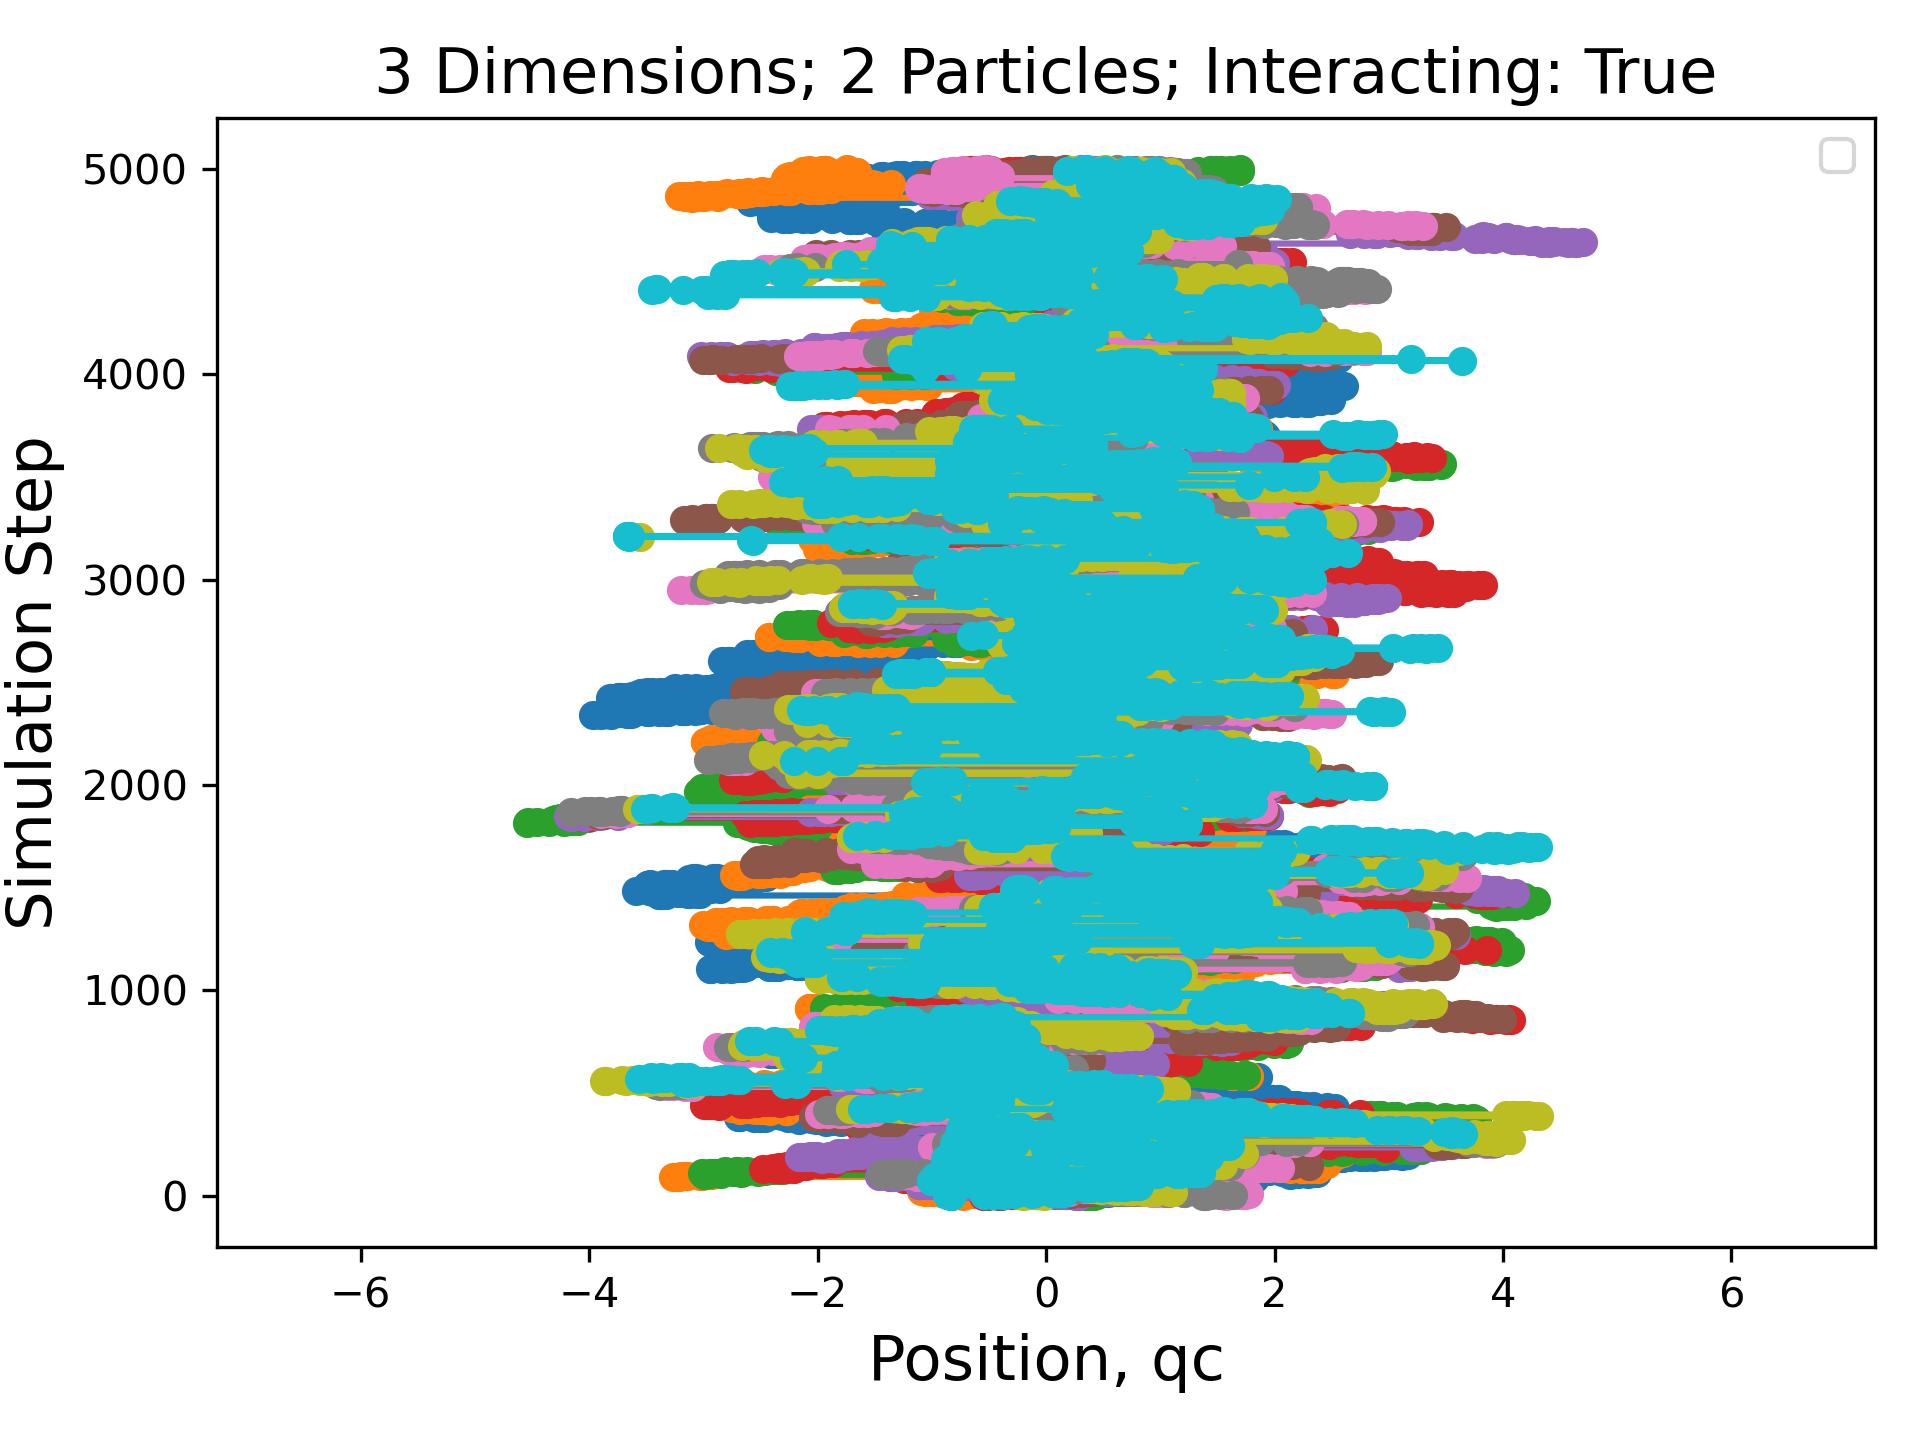 3 Dimensions; 2 Particles; Interacting: True
5000
4000
3000
2000
1000
0
Simulation Step
−6 −4 −2 0 2 4 6
Position, qc